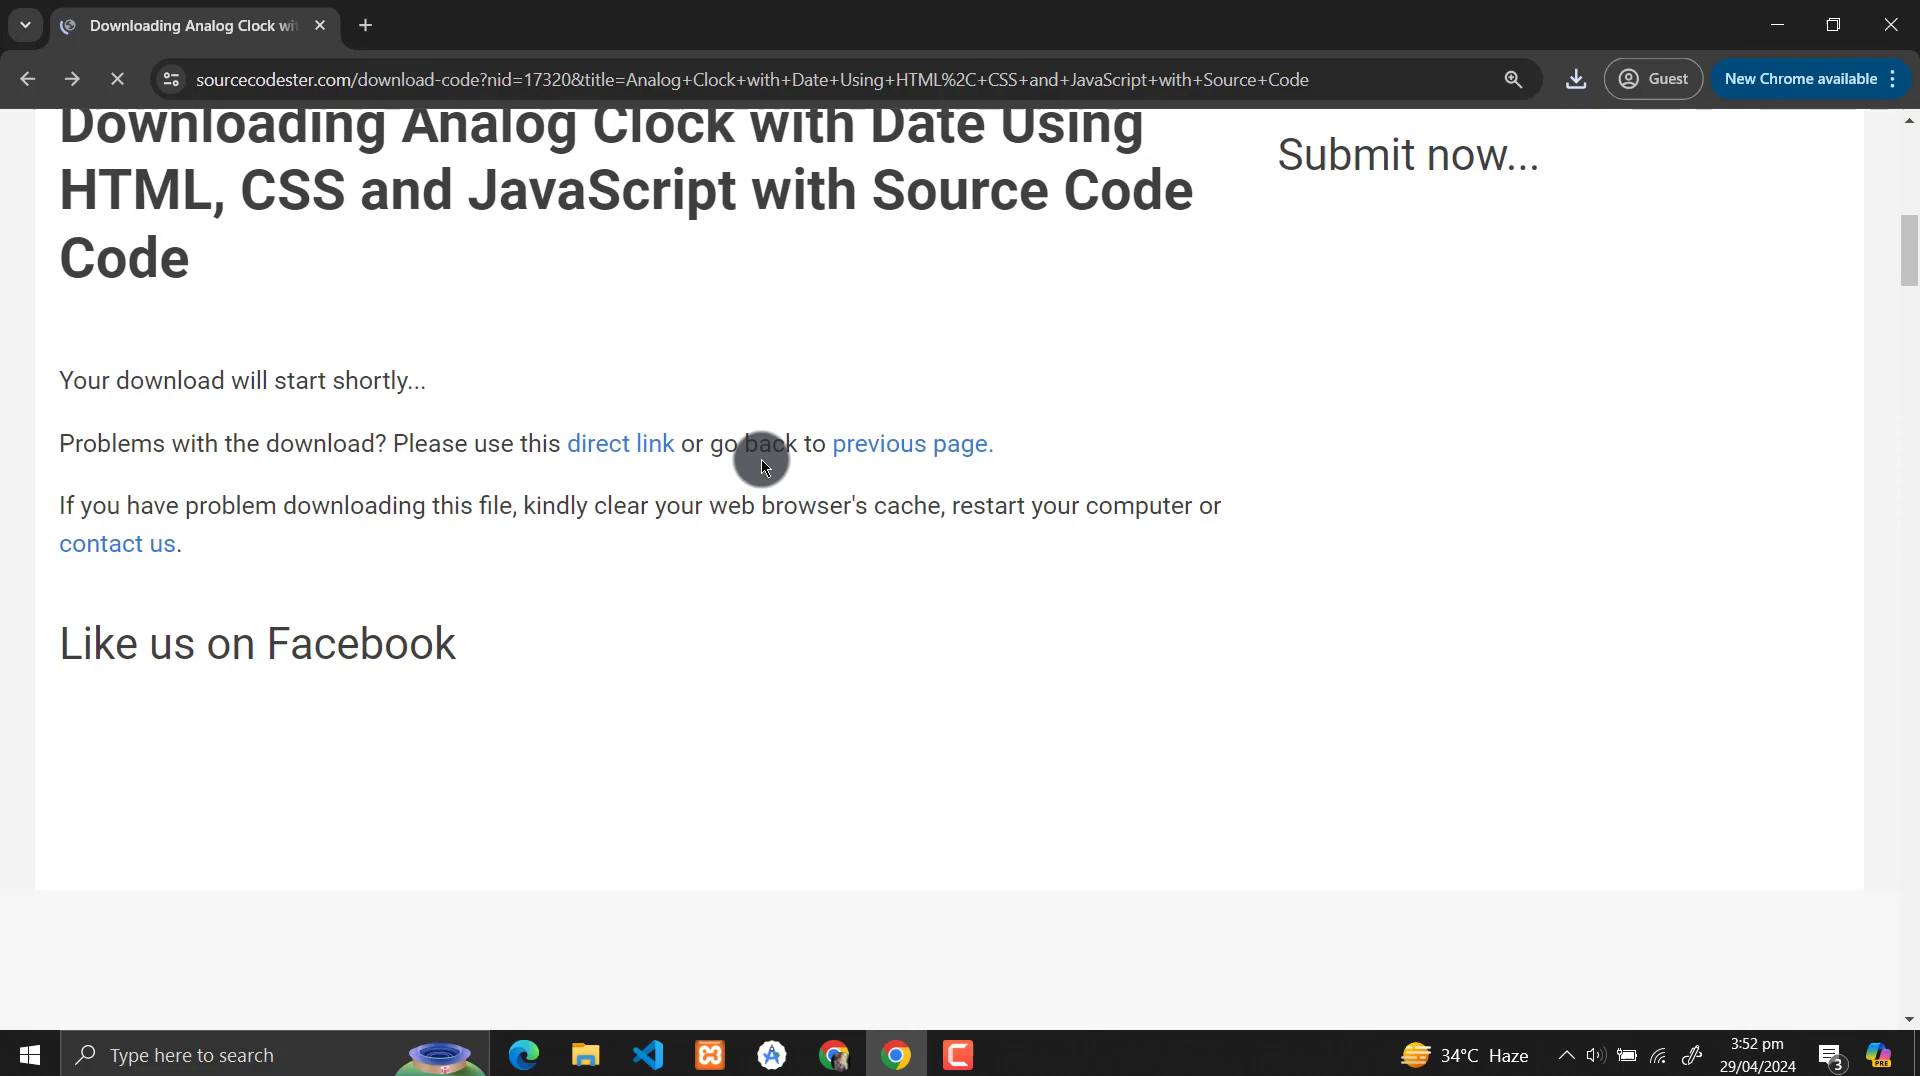 Downloading Analog Clock wit
sourcecodester.com/download-code?nid=17320&title=Analog+Clock+with+Date+Using+HTML%2C+CSS+and+JavaScript+with+Source+Code
Guest
New Chrome available
Downloading Analog Clock with Date Using
HTML, CSS and JavaScript with Source Code
Code
Submit now...
Your download will start shortly...
Problems with the download? Please use this direct link or go back to previous page.
If you have problem downloading this file, kindly clear your web browser's cache, restart your computer or
contact us.
Like us on Facebook
Type here to search
34°C Haze
3:52 pm
29/04/2024
3
PRE